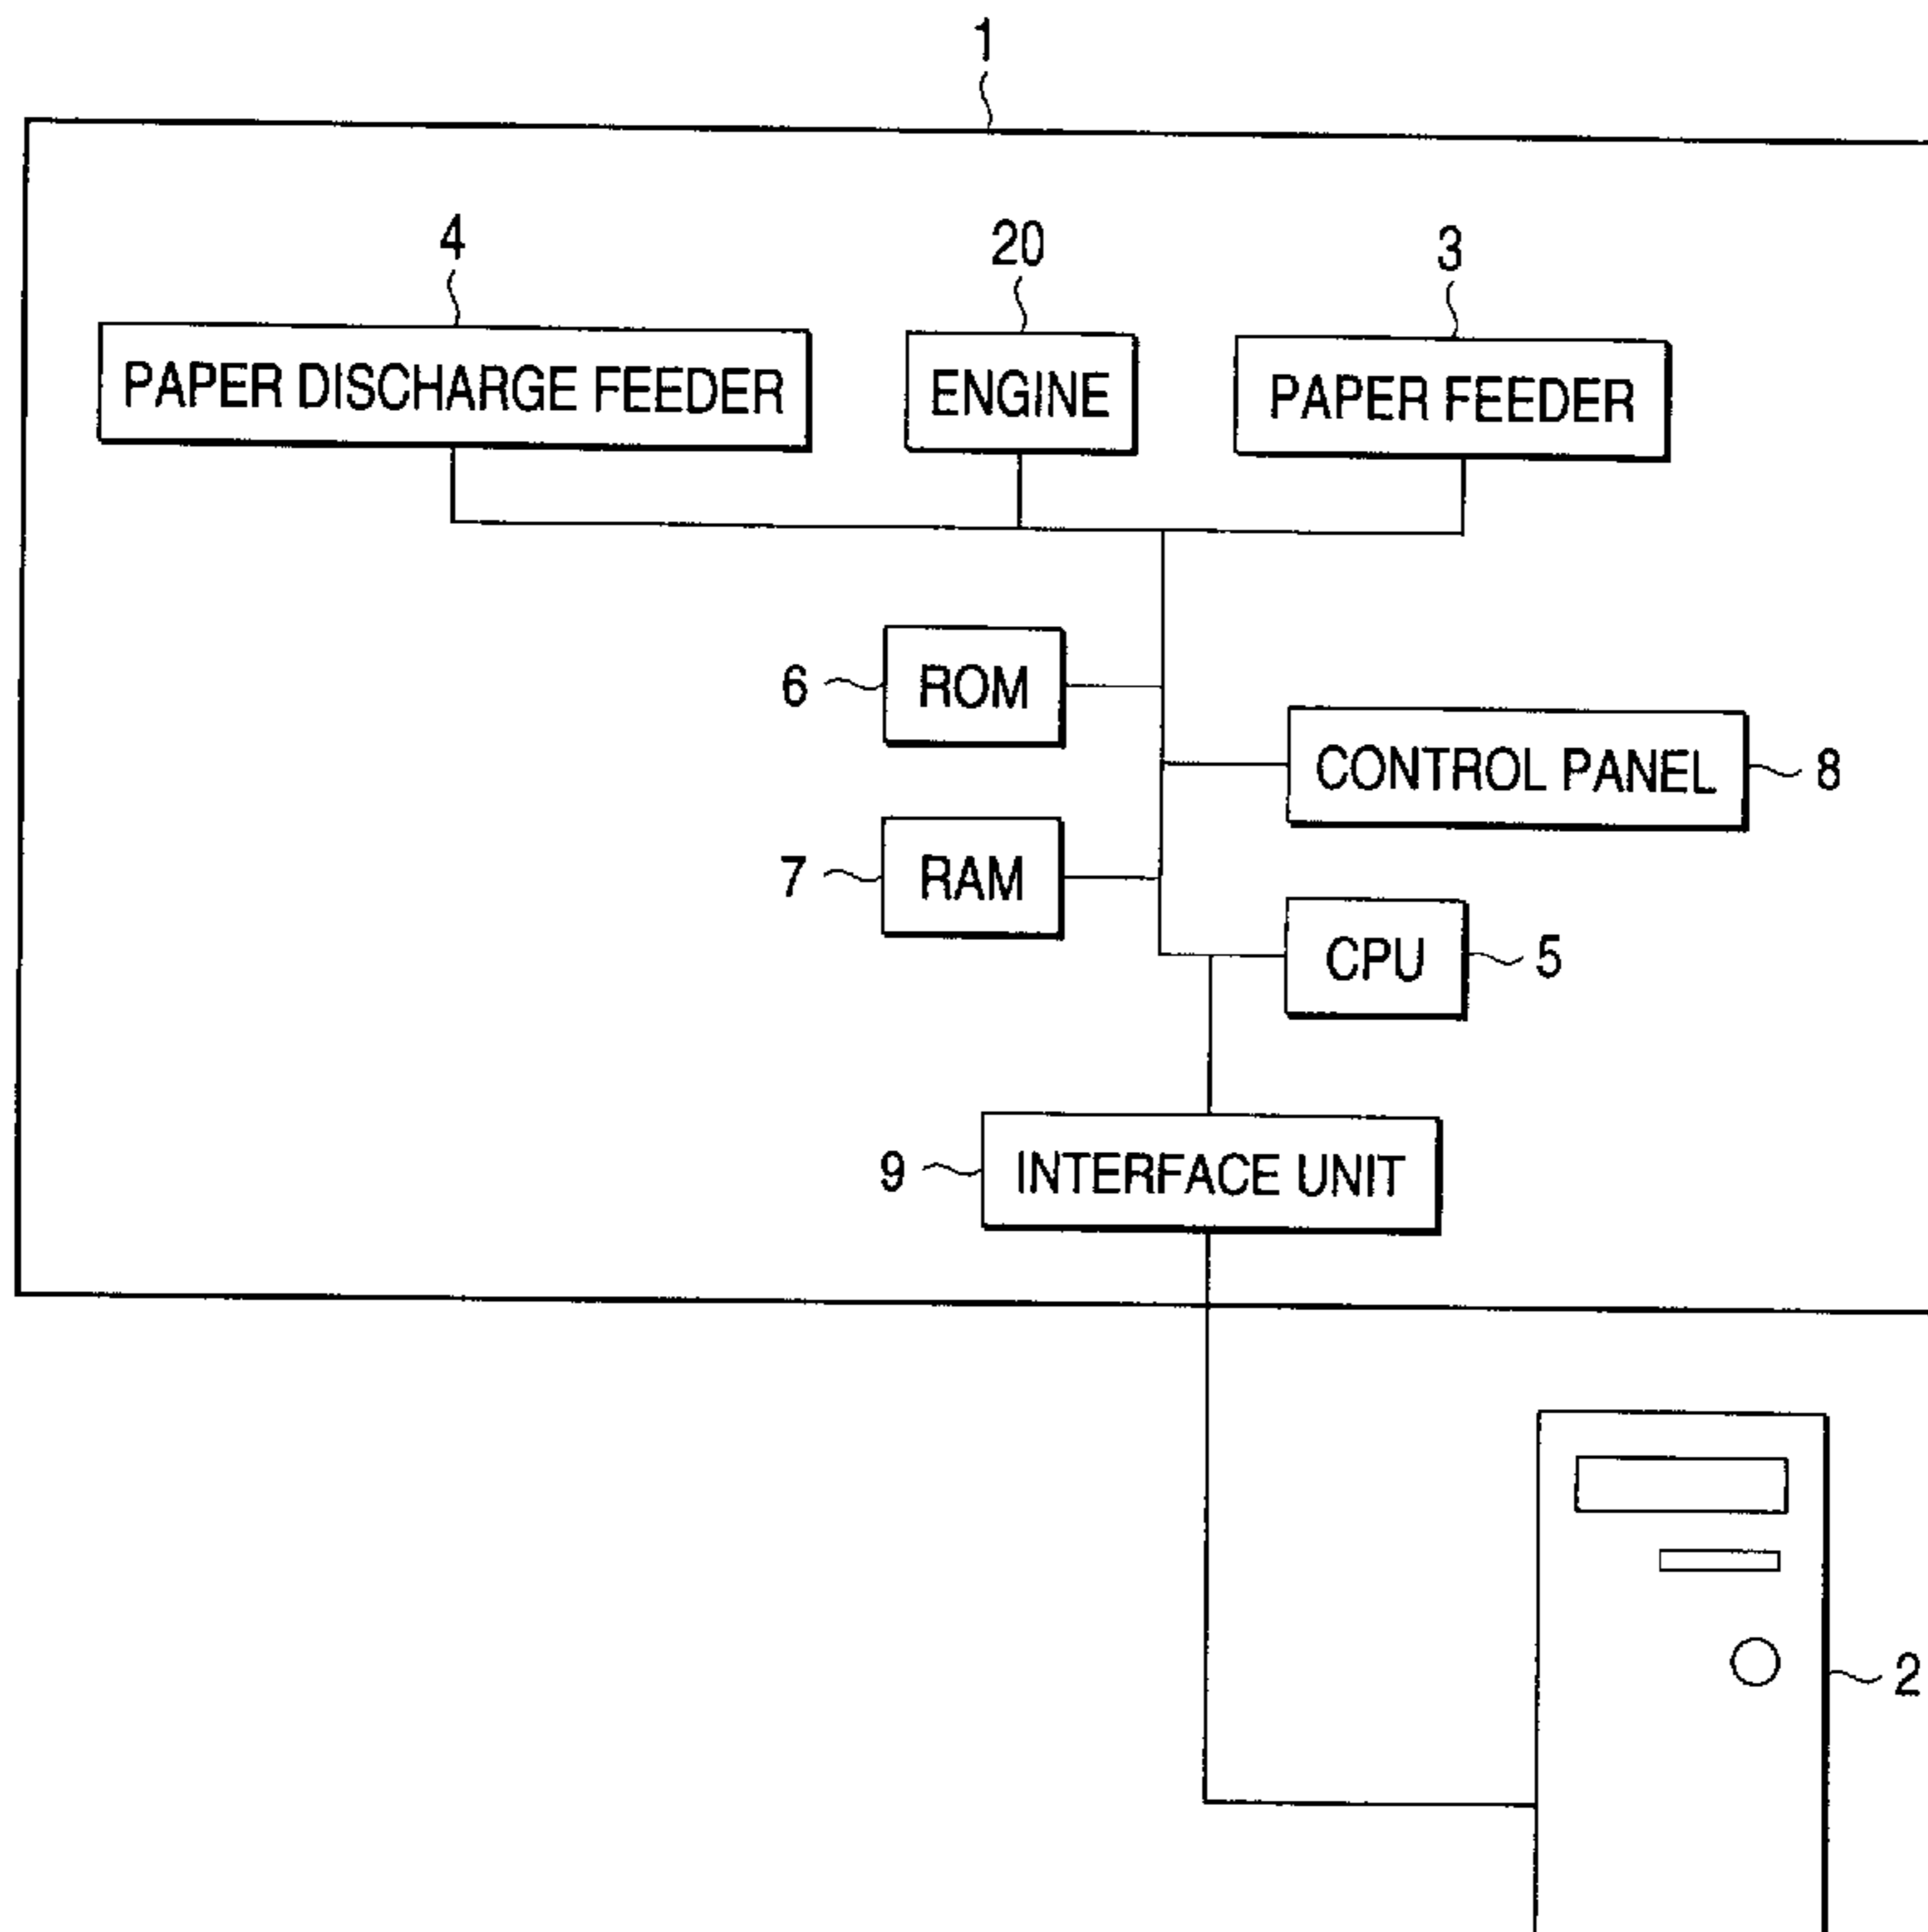 1
4
20
3
PAPER DISCHARGE FEEDER
ENGINE
PAPER FEEDER
6
ROM
CONTROL PANEL
8
7
RAM
CPU
5
9
INTERFACE UNIT
2